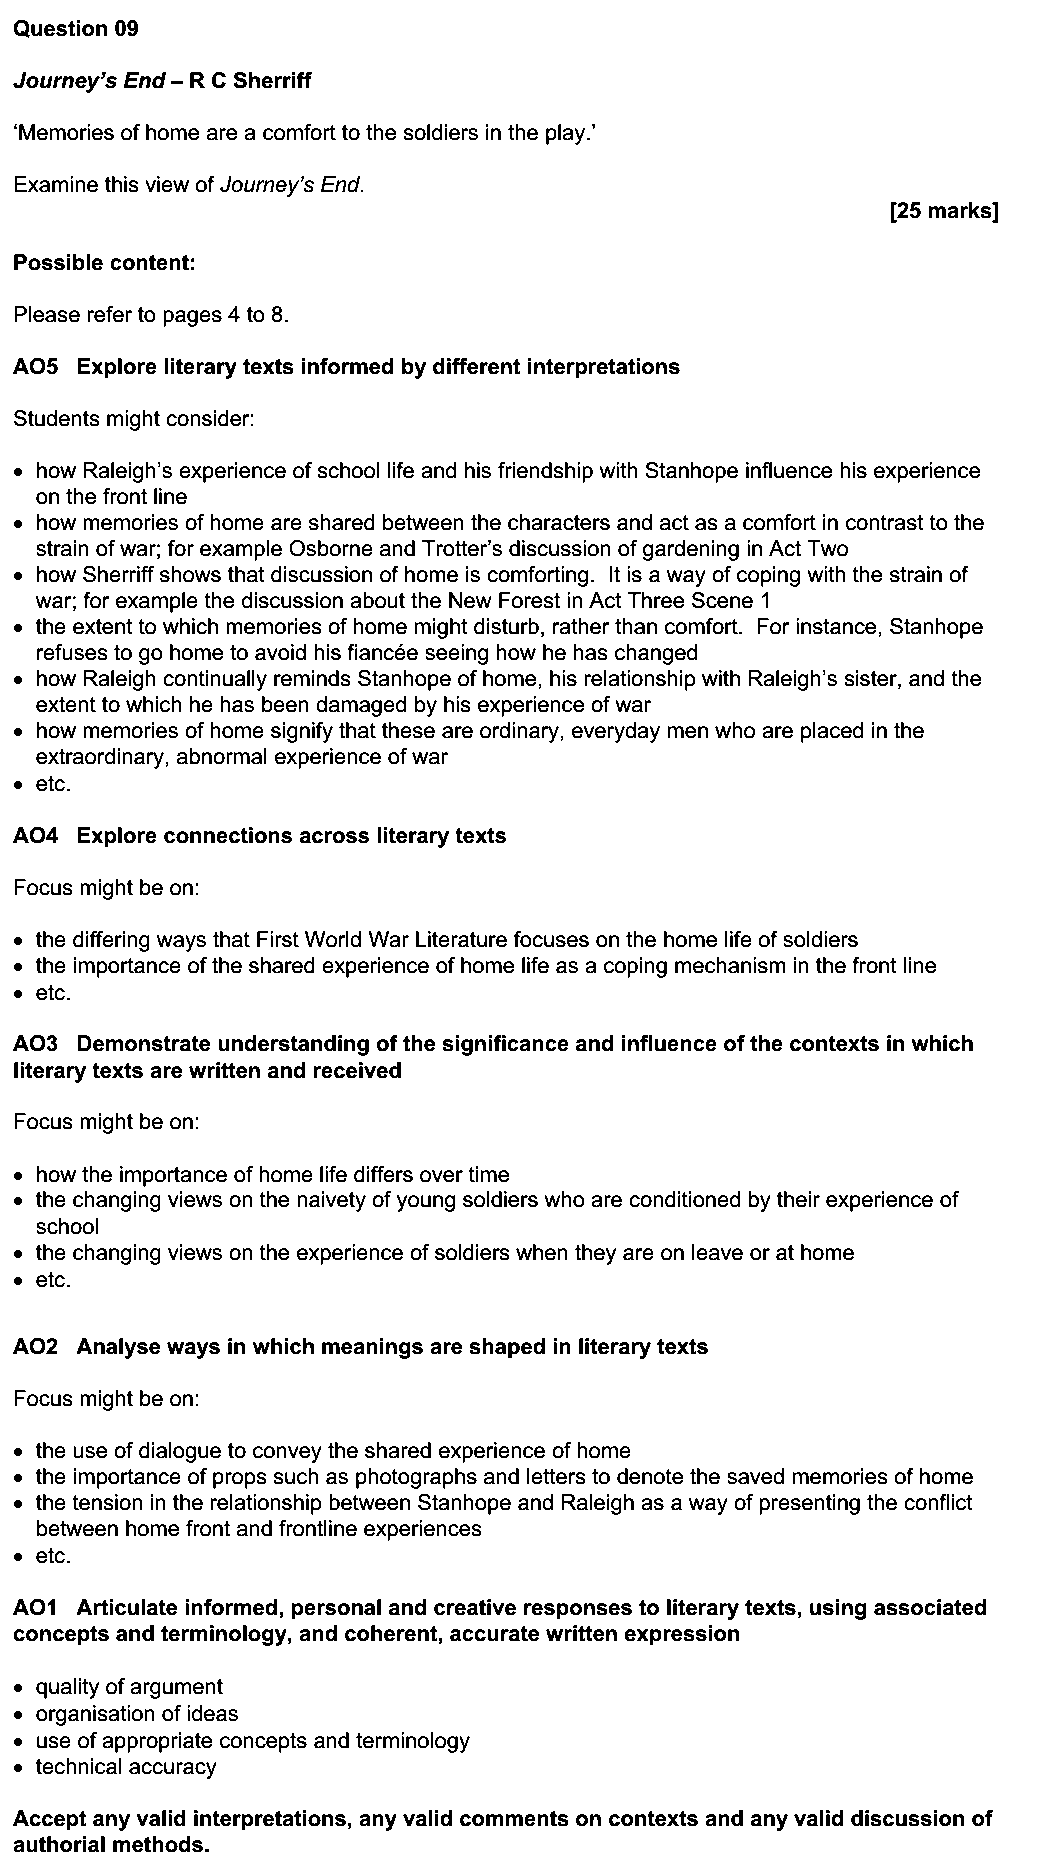 Question 09
Journey's End – R C Sherriff
'Memories of home are a comfort to the soldiers in the play.'
Examine this view of Journey's End.
[25 marks]
Possible content:
Please refer to pages 4 to 8.
AO5 Explore literary texts informed by different interpretations
Students might consider:
• how Raleigh's experience of school life and his friendship with Stanhope influence his experience
on the front line
• how memories of home are shared between the characters and act as a comfort in contrast to the
strain of war; for example Osborne and Trotter's discussion of gardening in Act Two
• how Sherriff shows that discussion of home is comforting. It is a way of coping with the strain of
war; for example the discussion about the New Forest in Act Three Scene 1
• the extent to which memories of home might disturb, rather than comfort. For instance, Stanhope
refuses to go home to avoid his fiancée seeing how he has changed
• how Raleigh continually reminds Stanhope of home, his relationship with Raleigh's sister, and the
extent to which he has been damaged by his experience of war
• how memories of home signify that these are ordinary, everyday men who are placed in the
extraordinary, abnormal experience of war
• etc.
AO4 Explore connections across literary texts
Focus might be on:
• the differing ways that First World War Literature focuses on the home life of soldiers
• the importance of the shared experience of home life as a coping mechanism in the front line
• etc.
AO3 Demonstrate understanding of the significance and influence of the contexts in which
literary texts are written and received
Focus might be on:
• how the importance of home life differs over time
• the changing views on the naivety of young soldiers who are conditioned by their experience of
school
• the changing views on the experience of soldiers when they are on leave or at home
• etc.
AO2 Analyse ways in which meanings are shaped in literary texts
Focus might be on:
• the use of dialogue to convey the shared experience of home
• the importance of props such as photographs and letters to denote the saved memories of home
• the tension in the relationship between Stanhope and Raleigh as a way of presenting the conflict
between home front and frontline experiences
• etc.
AO1 Articulate informed, personal and creative responses to literary texts, using associated
concepts and terminology, and coherent, accurate written expression
• quality of argument
• organisation of ideas
• use of appropriate concepts and terminology
• technical accuracy
Accept any valid interpretations, any valid comments on contexts and any valid discussion of
authorial methods.